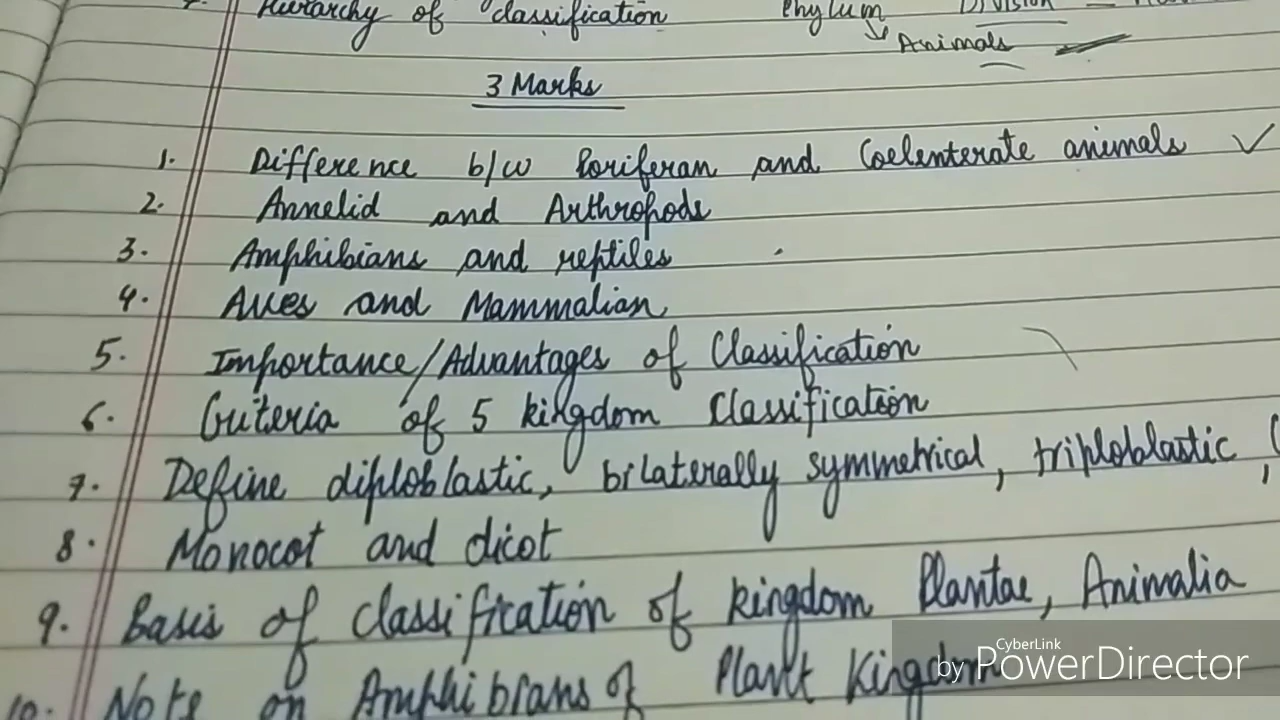 Hierarchy of classification Phylum Division
Animals
3 Marks
1. Difference b/w Poriferan and Coelenterate animals
2. Annelid and Arthropods
3. Amphibians and reptiles
4. Aves and Mammalian
5. Importance/Advantages of Classification
6. Criteria of 5 kingdom Classification
7. Define diploblastic, bilaterally symmetrical, triploblastic,
8. Monocot and dicot
9. Basis of classification of kingdom Plantae, Animalia
10. Note on Amphibians of Plant Kingdom
CyberLink
by PowerDirector